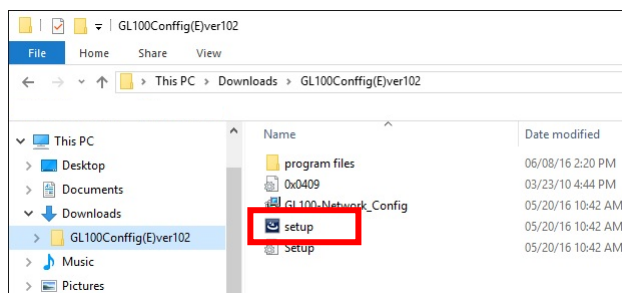 GL100Conffig(E)ver102
File Home Share View
This PC > Downloads > GL100Conffig(E)ver102
Name Date modified
This PC
Desktop
Documents
Downloads
GL100Conffig(E)ver102
Music
Pictures
program files 06/08/16 2:20 PM
0x0409 03/23/10 4:44 PM
GL100-Network_Config 05/20/16 10:42 AM
setup 05/20/16 10:42 AM
Setup 05/20/16 10:42 AM